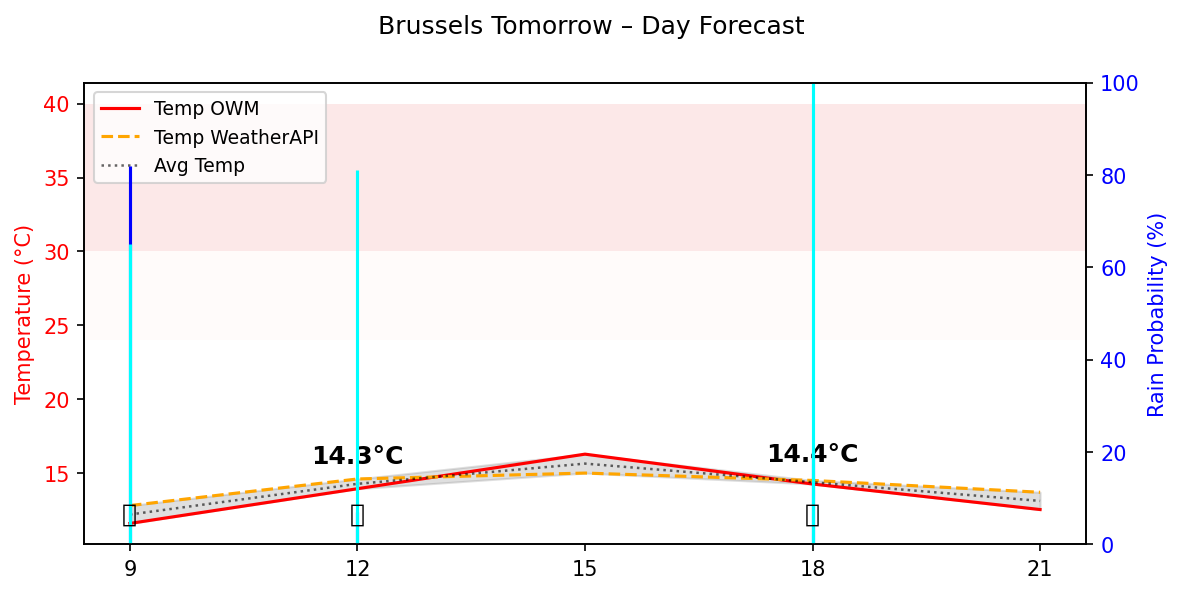 Brussels Tomorrow – Day Forecast
Temp OWM
Temp WeatherAPI
Avg Temp
Temperature (°C)
40
35
30
25
20
15
14.3°C
14.4°C
9
12
15
18
21
100
80
60
40
20
0
Rain Probability (%)